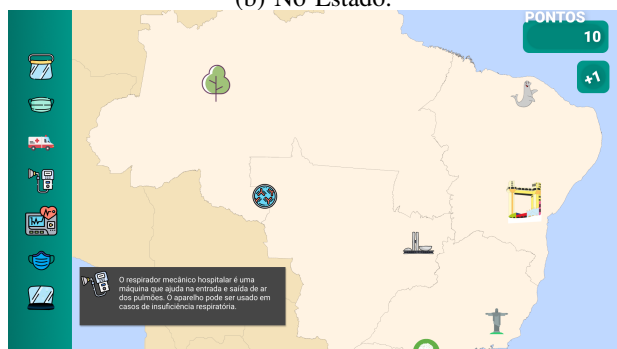 (b) No Estado.
PONTOS
10
+1
O respirador mecânico hospitalar é uma
máquina que ajuda na entrada e saída de ar
dos pulmões. O aparelho pode ser usado em
casos de insuficiência respiratória.